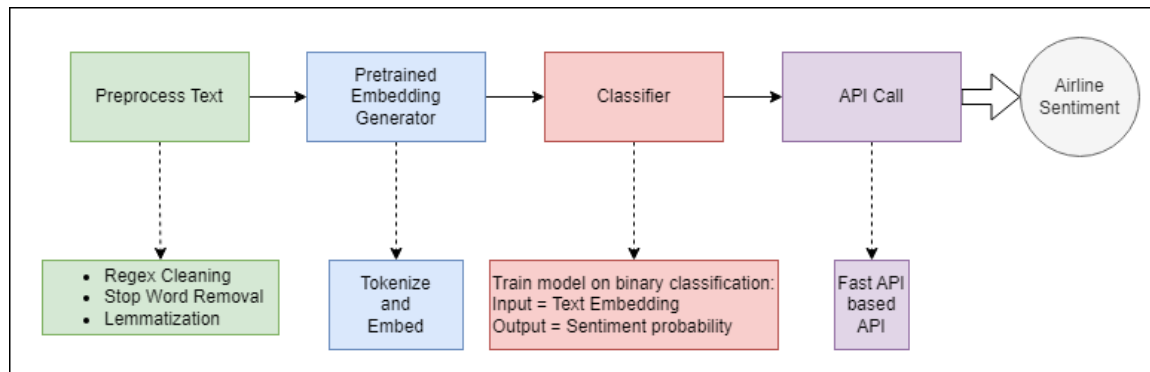 Preprocess Text
Pretrained
Embedding
Generator
Classifier
API Call
Airline
Sentiment
• Regex Cleaning
• Stop Word Removal
• Lemmatization
Tokenize
and
Embed
Train model on binary classification:
Input = Text Embedding
Output = Sentiment probability
Fast API
based
API